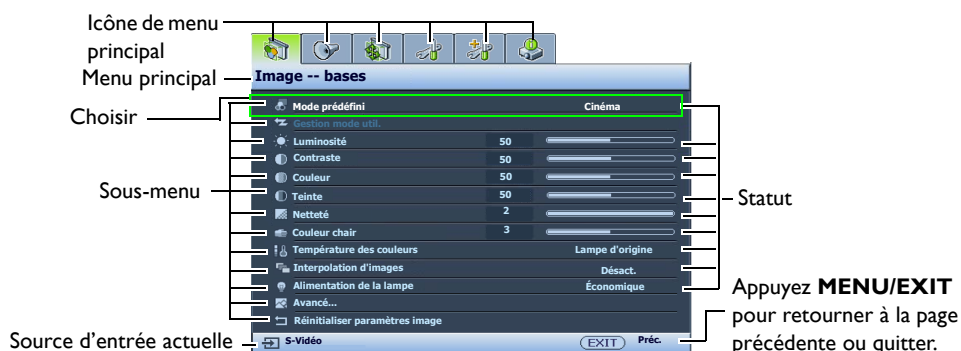 Icône de menu
principal
Menu principal
Image -- bases
Choisir
Mode prédéfini Cinéma
Gestion mode util.
Luminosité 50
Contraste 50
Couleur 50
Sous-menu
Teinte 50
Statut
Netteté 2
Couleur chair 3
Température des couleurs Lampe d'origine
Interpolation d'images Désact.
Alimentation de la lampe Économique
Avancé...
Réinitialiser paramètres image
Appuyez MENU/EXIT
pour retourner à la page
précédente ou quitter.
Source d'entrée actuelle
S-Vidéo EXIT Préc.